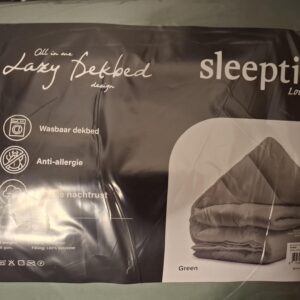 All in one
Lazy Dekbed
design
sleepti
Wasbaar dekbed
Anti-allergie
nachtrust
Green